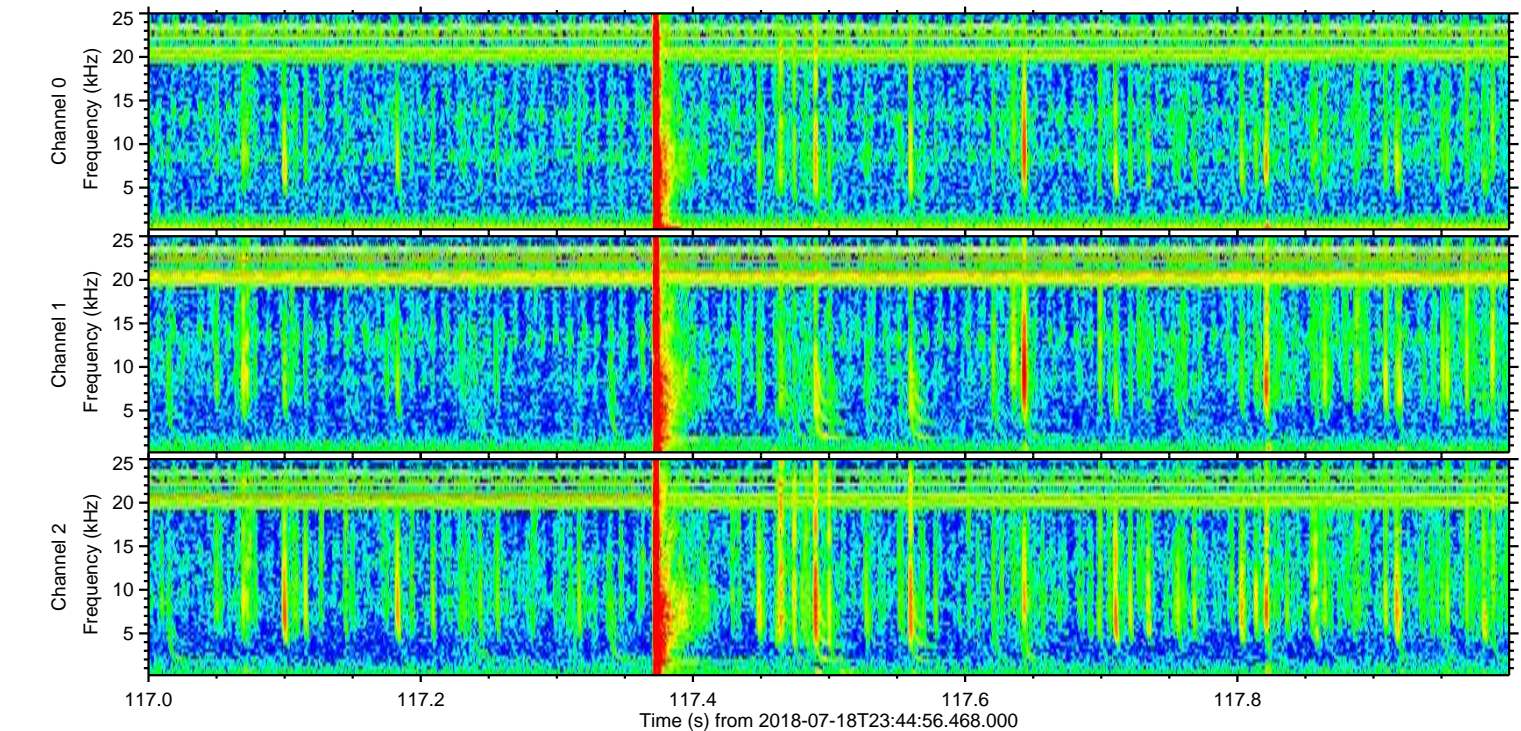 Channel 0
Frequency (kHz)
25
20
15
10
5
Channel 1
Frequency (kHz)
25
20
15
10
5
Channel 2
Frequency (kHz)
25
20
15
10
5
117.0 117.2 117.4 117.6 117.8
Time (s) from 2018-07-18T23:44:56.468.000